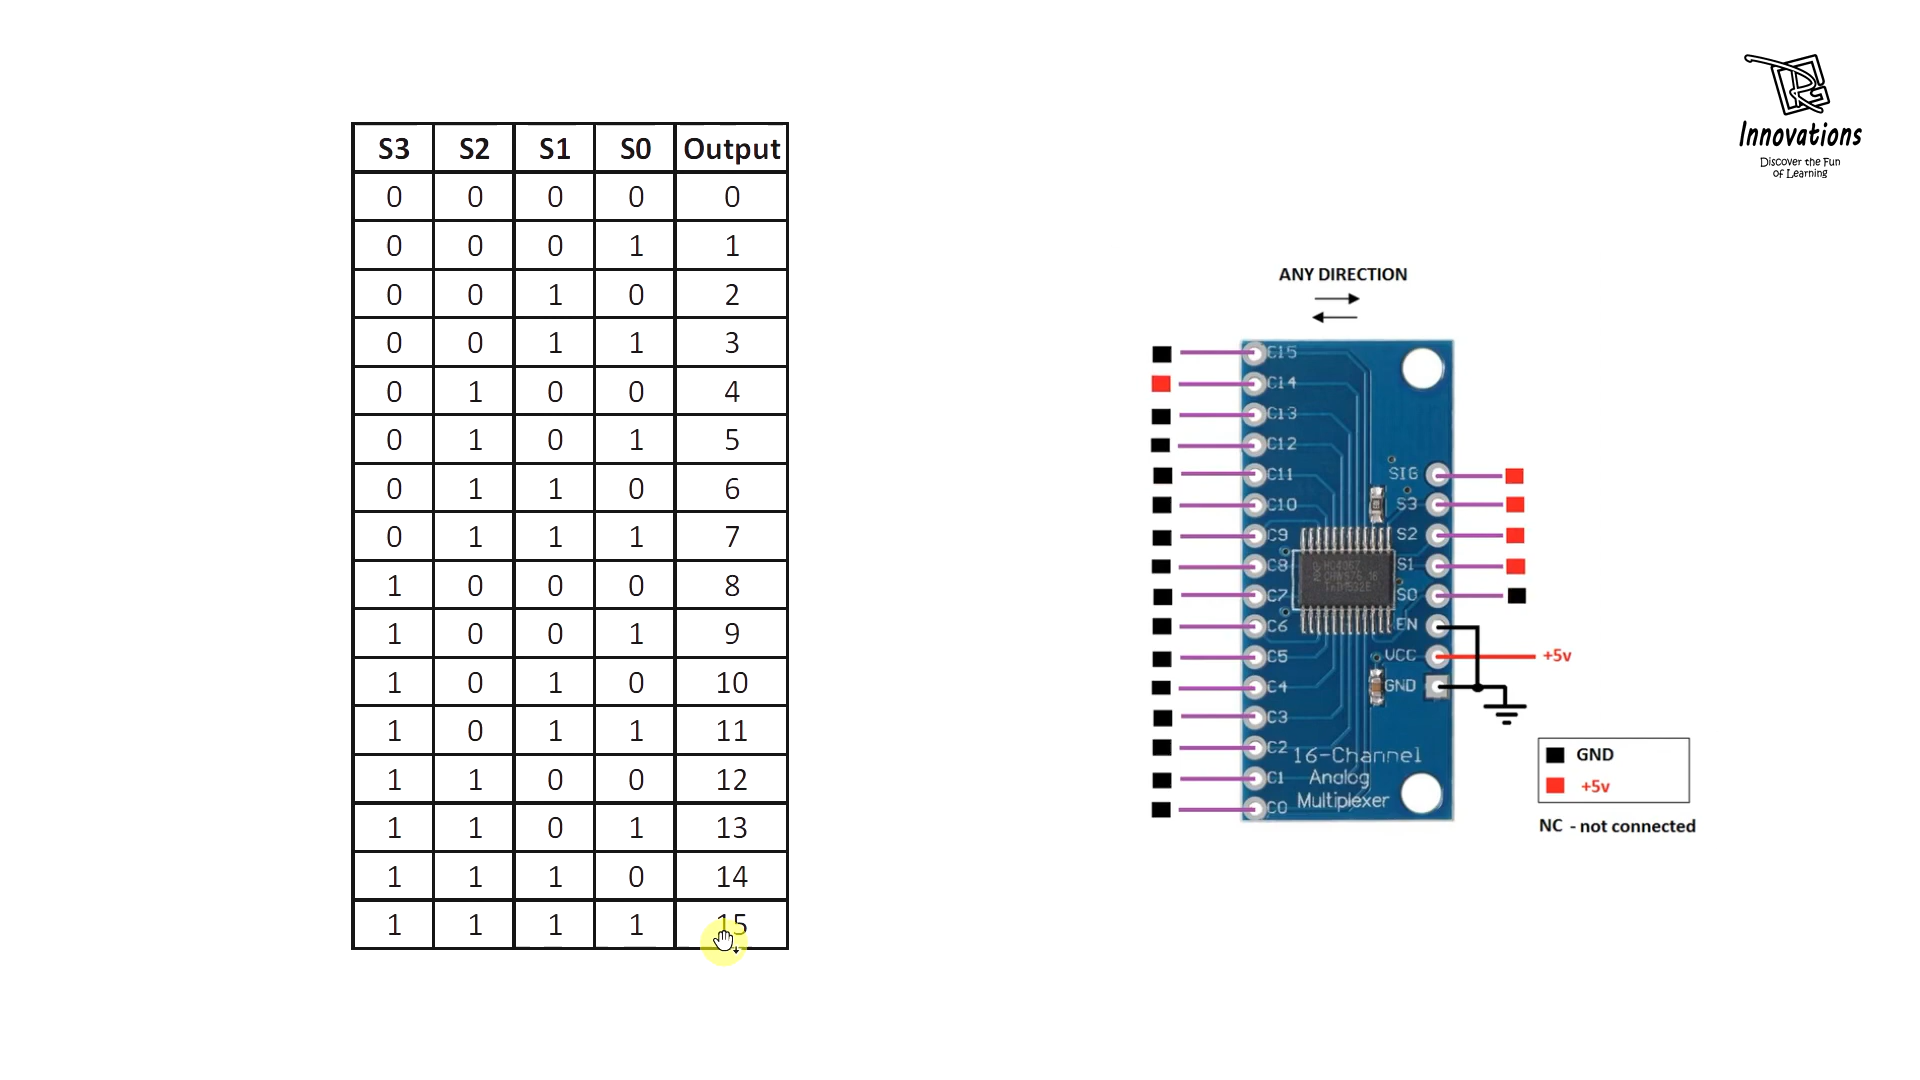 Innovations
Discover the Fun
of Learning
S3 S2 S1 S0 Output
0 0 0 0 0
0 0 0 1 1
0 0 1 0 2
0 0 1 1 3
0 1 0 0 4
0 1 0 1 5
0 1 1 0 6
0 1 1 1 7
1 0 0 0 8
1 0 0 1 9
1 0 1 0 10
1 0 1 1 11
1 1 0 0 12
1 1 0 1 13
1 1 1 0 14
1 1 1 1 15
ANY DIRECTION
C15
C14
C13
C12
C11
C10
C9
C8
C7
C6
C5
C4
C3
C2
C1
C0
SIG
S3
S2
S1
S0
EN
VCC
+5v
GND
16-Channel
Analog
Multiplexer
GND
+5v
NC - not connected